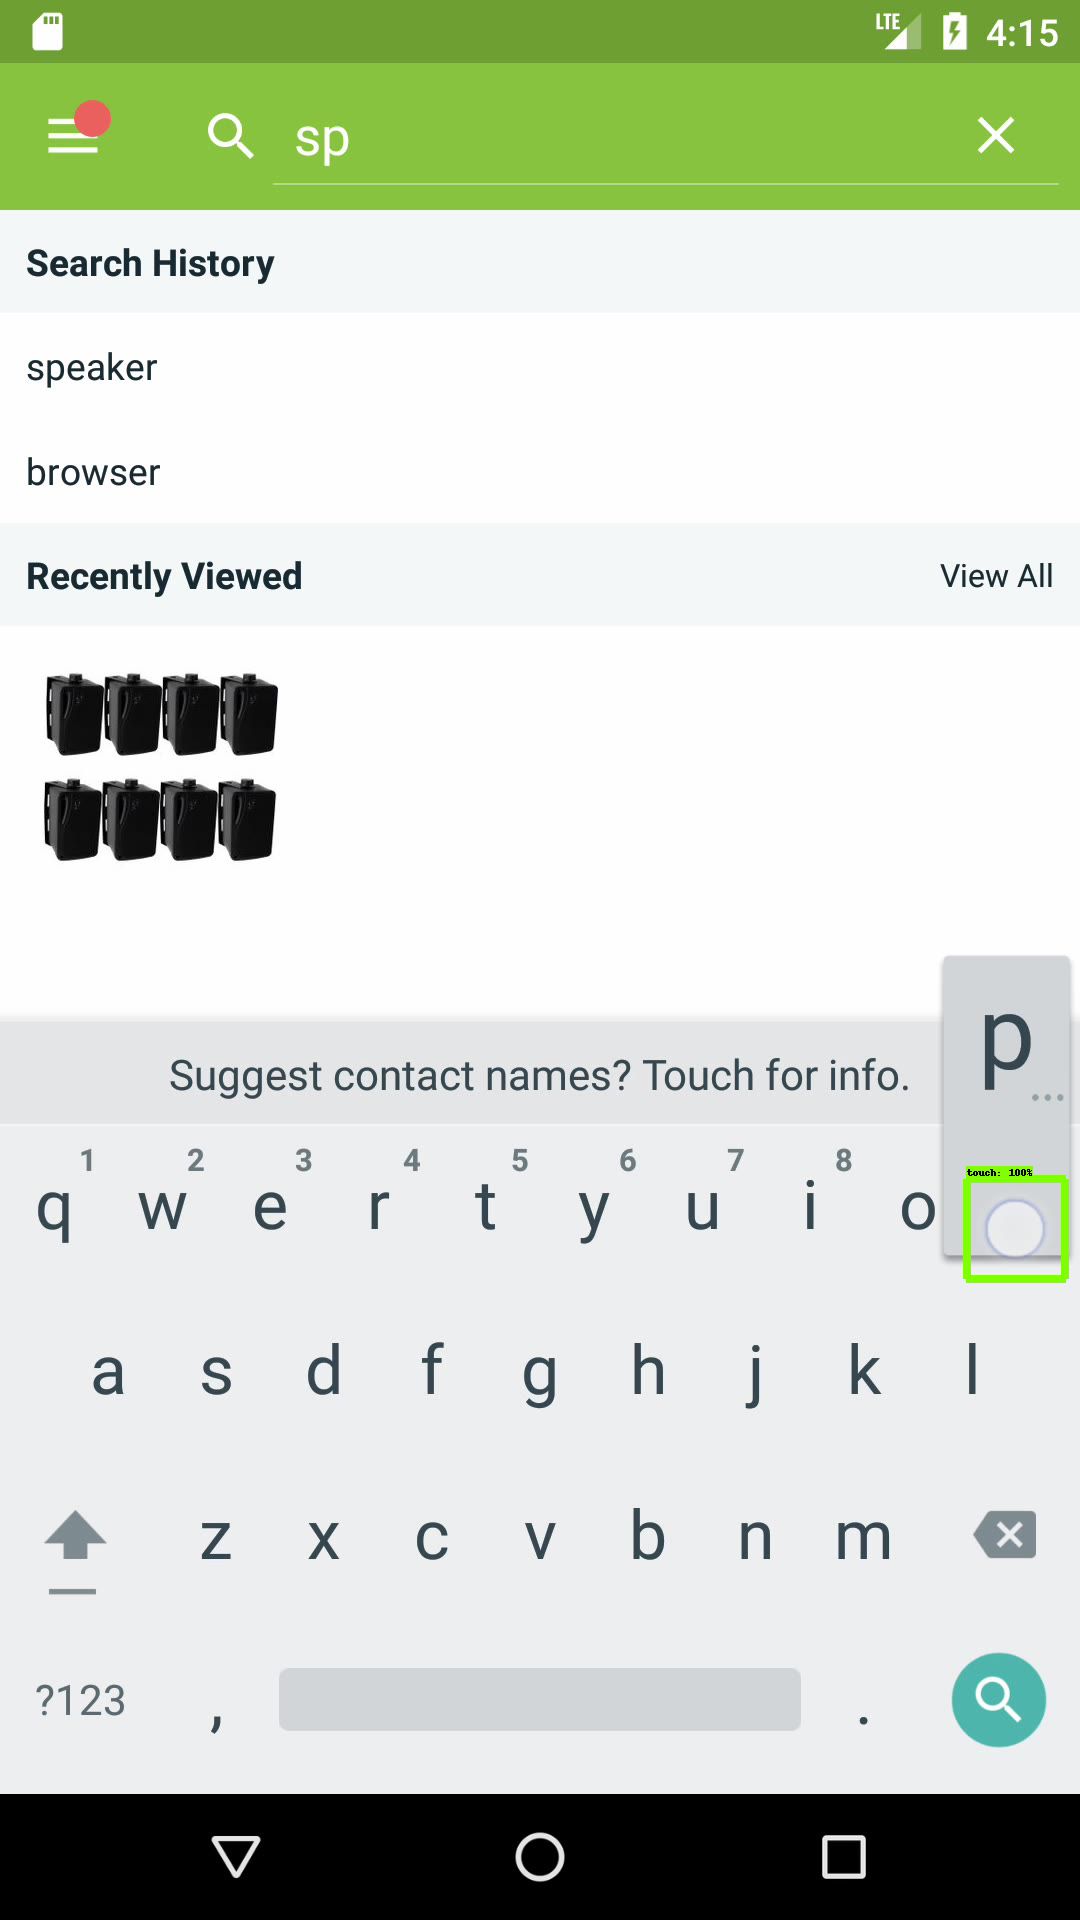 LTE 4:15
sp
Search History
speaker
browser
Recently Viewed View All
p
...
Suggest contact names? Touch for info.
1 2 3 4 5 6 7 8
touch: 100%
q w e r t y u i o
a s d f g h j k l
z x c v b n m
?123 , .